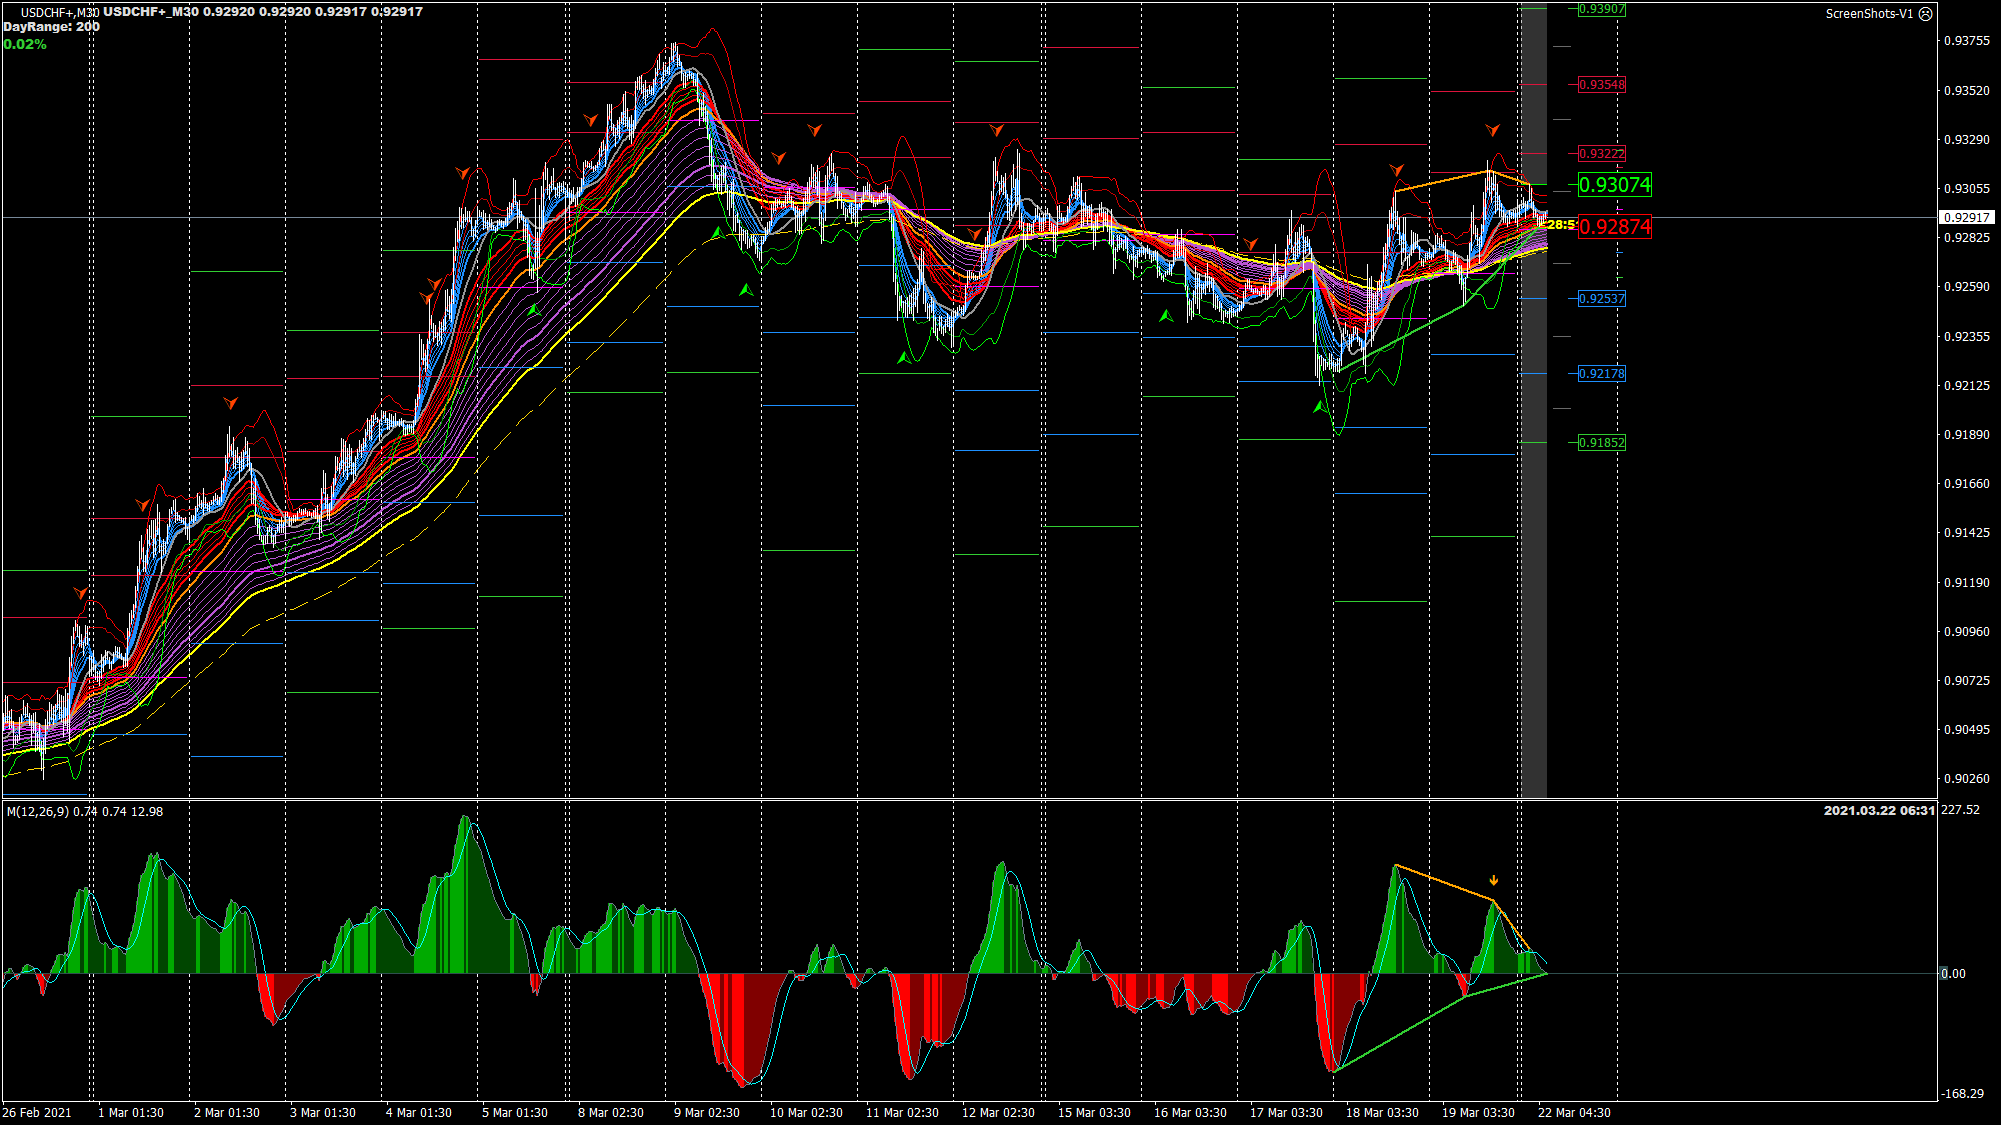 USDCHF+,M30 USDCHF+_M30 0.92920 0.92920 0.92917 0.92917
DayRange: 200
0.02%
ScreenShots-V1
0.93907
0.93548
0.93222
0.93074
28:5
0.92874
0.92537
0.92178
0.91852
0.93755
0.93520
0.93290
0.93055
0.92917
0.92825
0.92590
0.92355
0.92125
0.91890
0.91660
0.91425
0.91190
0.90960
0.90725
0.90495
0.90260
M(12,26,9) 0.74 0.74 12.98
2021.03.22 06:31
227.52
0.00
-168.29
26 Feb 2021
1 Mar 01:30
2 Mar 01:30
3 Mar 01:30
4 Mar 01:30
5 Mar 01:30
8 Mar 02:30
9 Mar 02:30
10 Mar 02:30
11 Mar 02:30
12 Mar 02:30
15 Mar 03:30
16 Mar 03:30
17 Mar 03:30
18 Mar 03:30
19 Mar 03:30
22 Mar 04:30